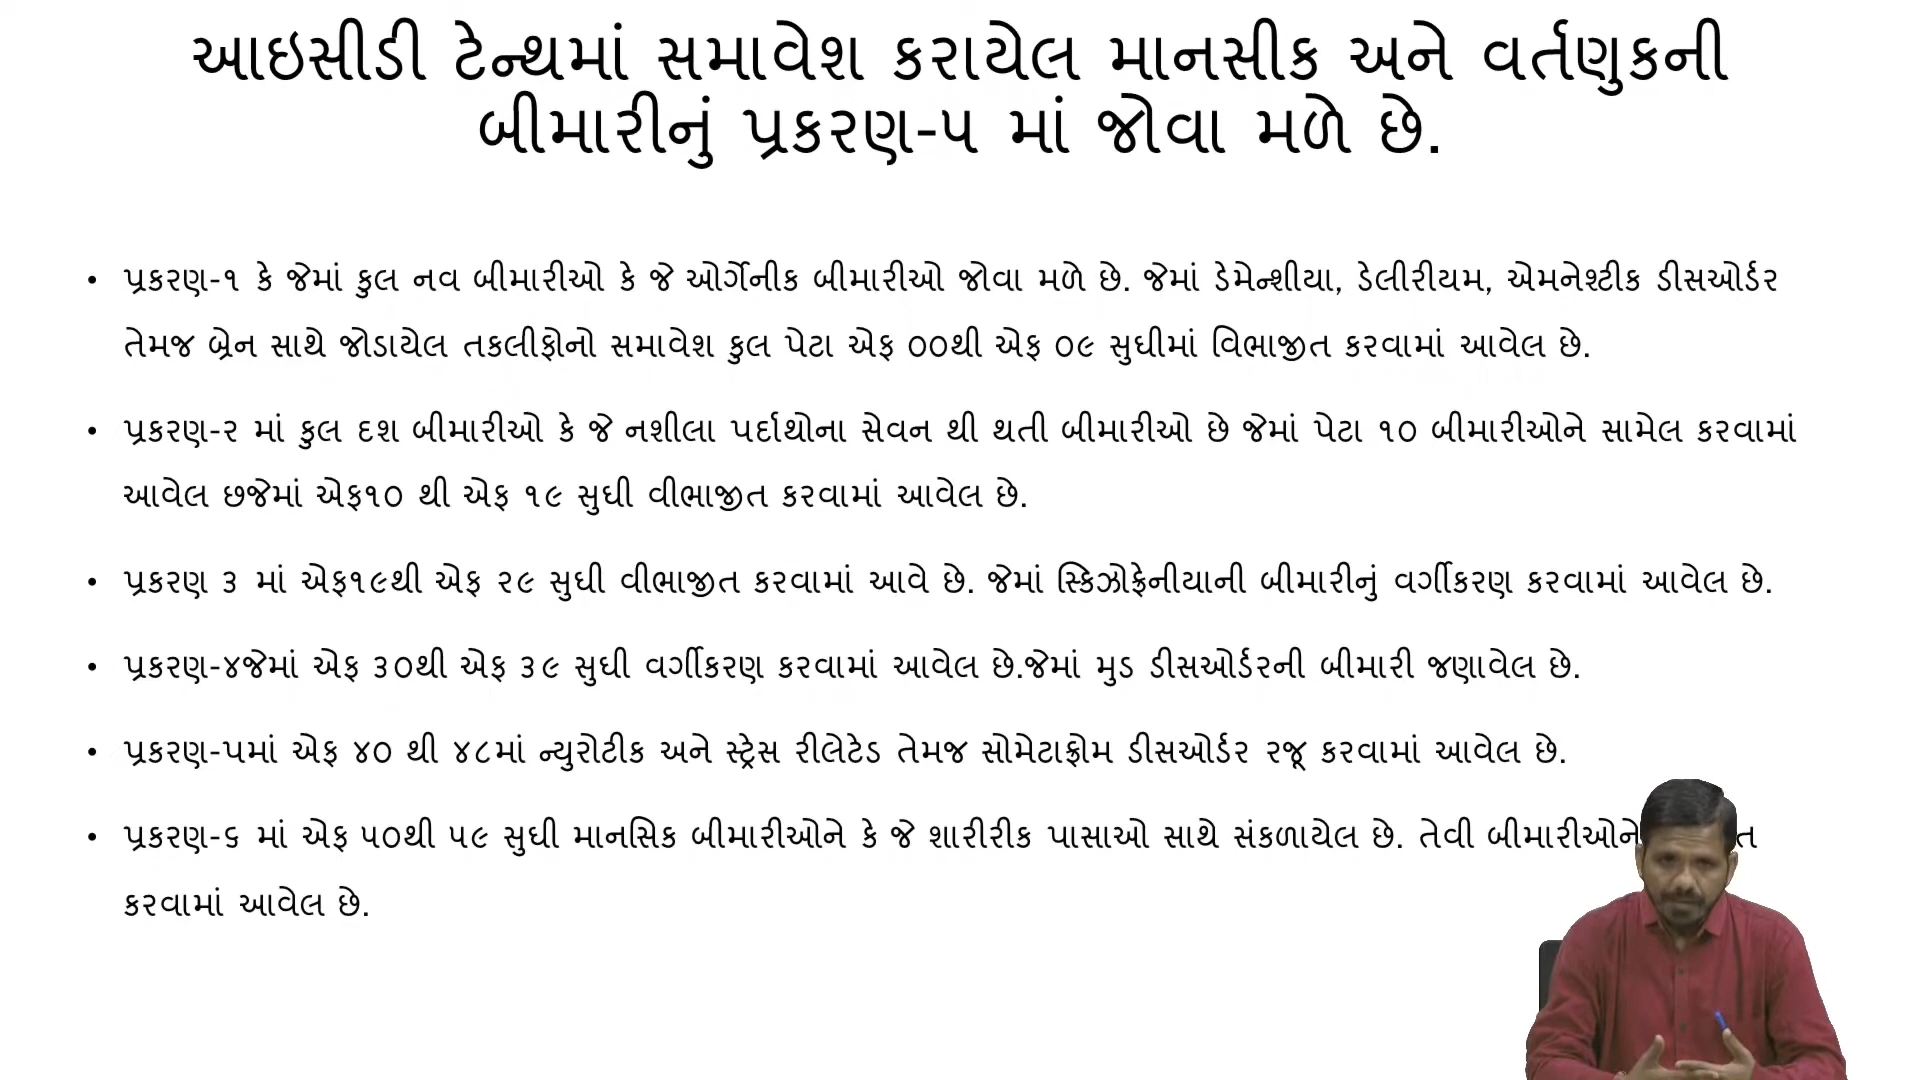 આઇસીડી ટેન્થમાં સમાવેશ કરાયેલ માનસીક અને વર્તણુકની
બીમારીનું પ્રકરણ-૫ માં જોવા મળે છે.
• પ્રકરણ-૧ કે જેમાં કુલ નવ બીમારીઓ કે જે ઓર્ગેનીક બીમારીઓ જોવા મળે છે. જેમાં ડેમેન્શીયા, ડેલીરીયમ, એમનેશ્ટીક ડીસઓર્ડર
તેમજ બ્રેન સાથે જોડાયેલ તકલીફોનો સમાવેશ કુલ પેટા એફ ૦૦થી એફ ૦૯ સુધીમાં વિભાજીત કરવામાં આવેલ છે.
• પ્રકરણ-૨ માં કુલ દશ બીમારીઓ કે જે નશીલા પર્દાથોના સેવન થી થતી બીમારીઓ છે જેમાં પેટા ૧૦ બીમારીઓને સામેલ કરવામાં
આવેલ છજેમાં એફ૧૦ થી એફ ૧૯ સુધી વીભાજીત કરવામાં આવેલ છે.
• પ્રકરણ ૩ માં એફ૧૯થી એફ ૨૯ સુધી વીભાજીત કરવામાં આવે છે. જેમાં સ્કિઝોફ્રેનીયાની બીમારીનું વર્ગીકરણ કરવામાં આવેલ છે.
• પ્રકરણ-૪જેમાં એફ ૩૦થી એફ ૩૯ સુધી વર્ગીકરણ કરવામાં આવેલ છે.જેમાં મુડ ડીસઓર્ડરની બીમારી જણાવેલ છે.
• પ્રકરણ-૫માં એફ ૪૦ થી ૪૮માં ન્યુરોટીક અને સ્ટ્રેસ રીલેટેડ તેમજ સોમેટાફ્રોમ ડીસઓર્ડર રજૂ કરવામાં આવેલ છે.
• પ્રકરણ-૬ માં એફ ૫૦થી ૫૯ સુધી માનસિક બીમારીઓને કે જે શારીરીક પાસાઓ સાથે સંકળાયેલ છે. તેવી બીમારીઓને
કરવામાં આવેલ છે.